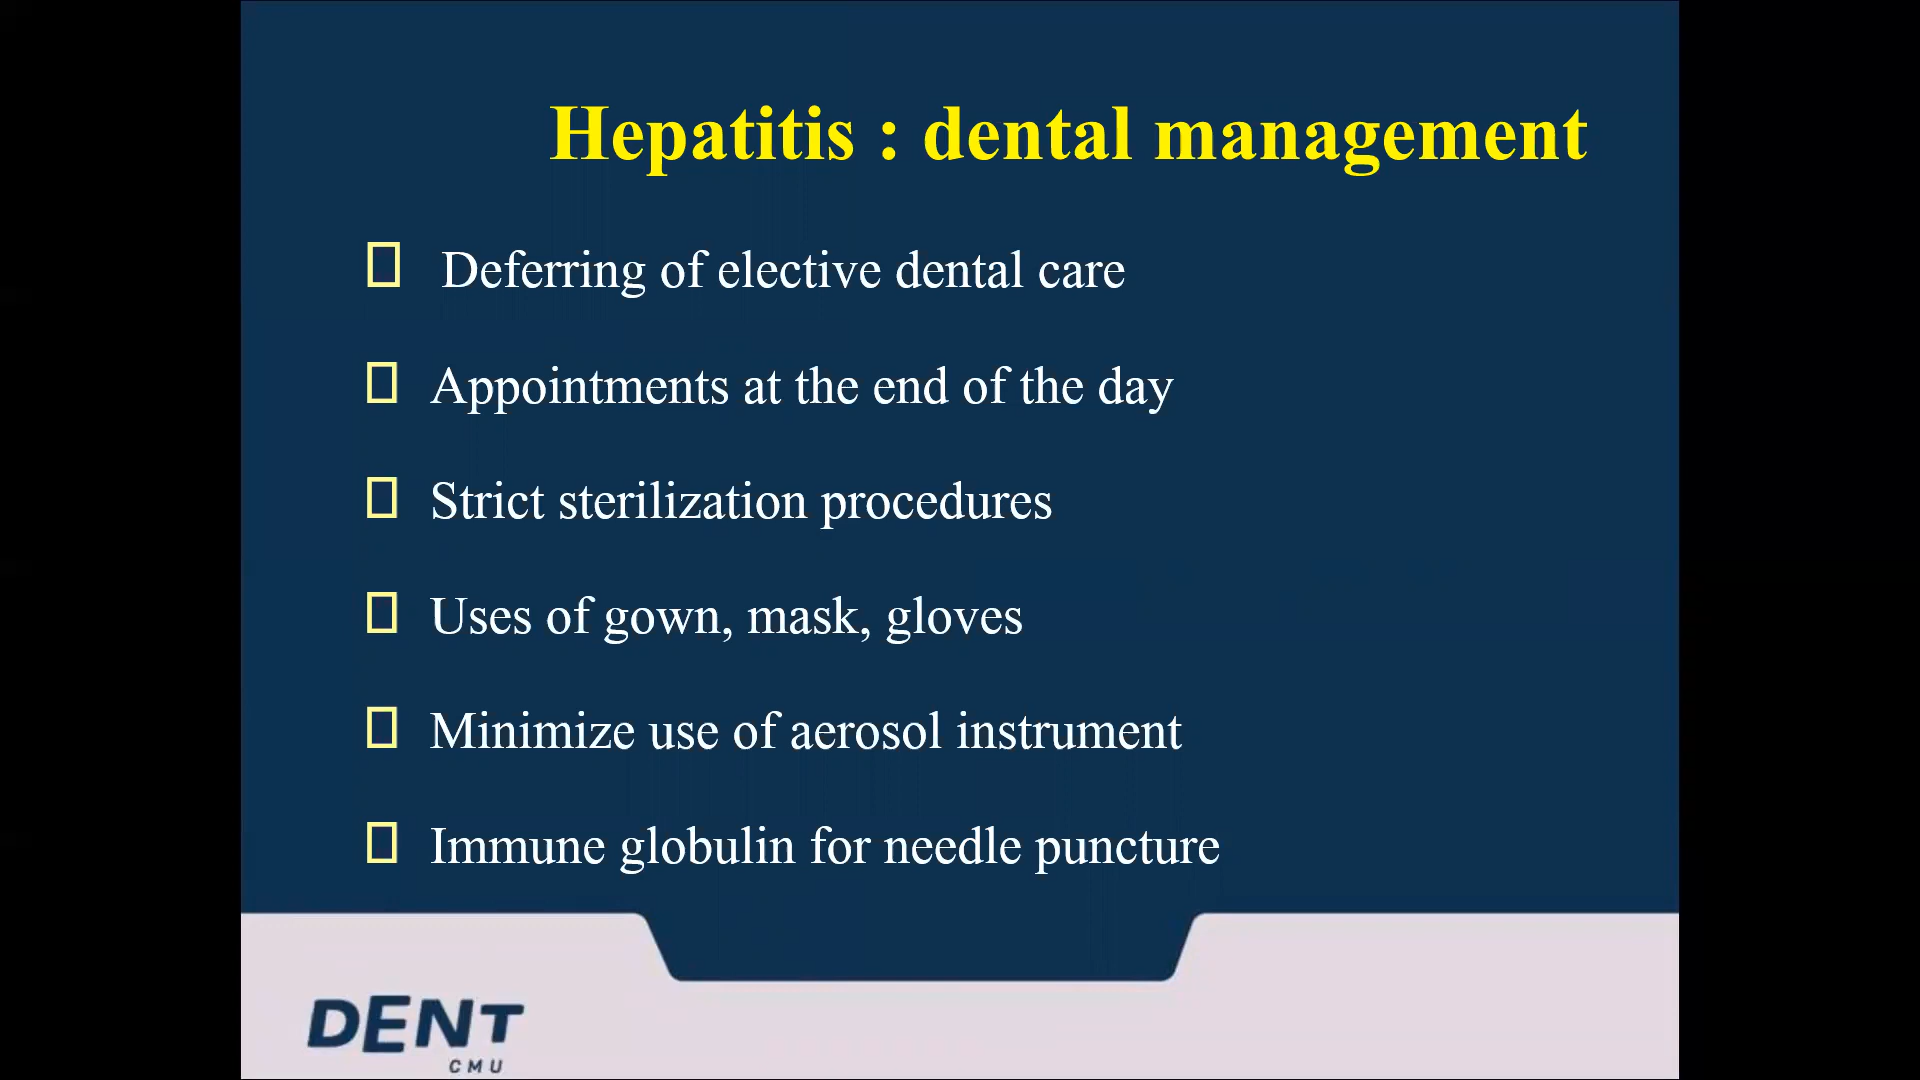 Hepatitis : dental management
Deferring of elective dental care
Appointments at the end of the day
Strict sterilization procedures
Uses of gown, mask, gloves
Minimize use of aerosol instrument
Immune globulin for needle puncture
DENT
CMU